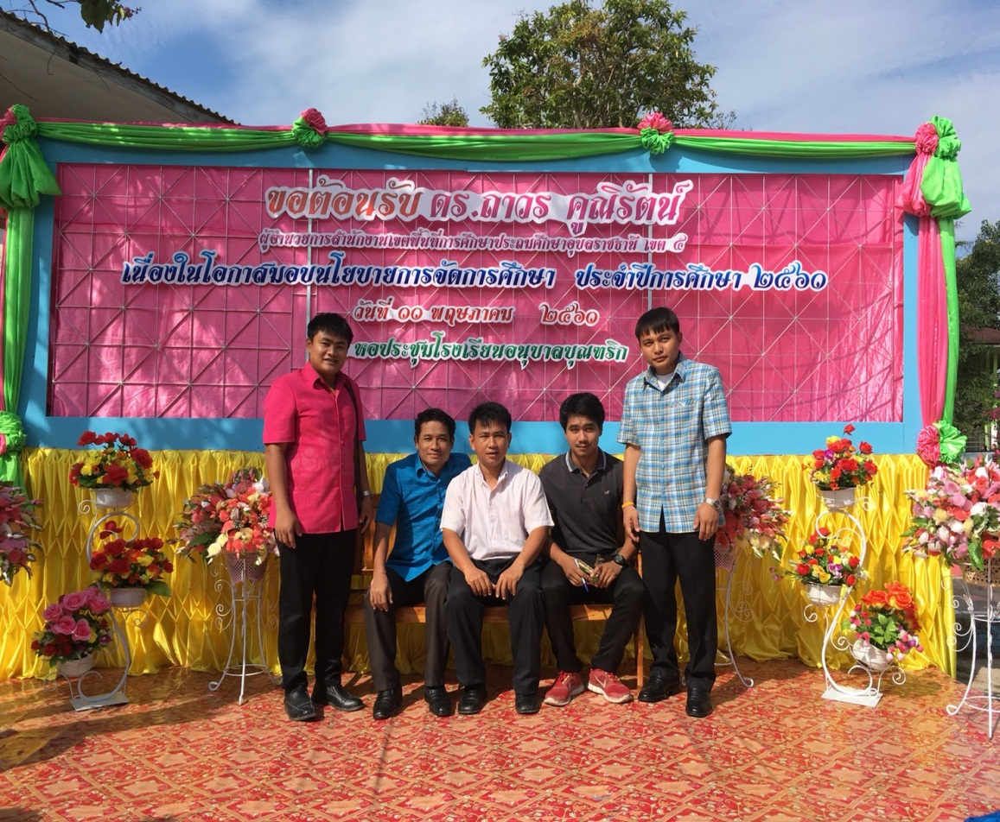 ขอต้อนรับ ดร.ถาวร คูณิรัตน์
ผู้อำนวยการสำนักงานเขตพื้นที่การศึกษาประถมศึกษาอุบลราชธานี เขต ๕
เนื่องในโอกาสมอบนโยบายการจัดการศึกษา ประจำปีการศึกษา ๒๕๖๐
วันที่ ๑๑ พฤษภาคม ๒๕๖๐
หอประชุมโรงเรียนอนุบาลบุณฑริก